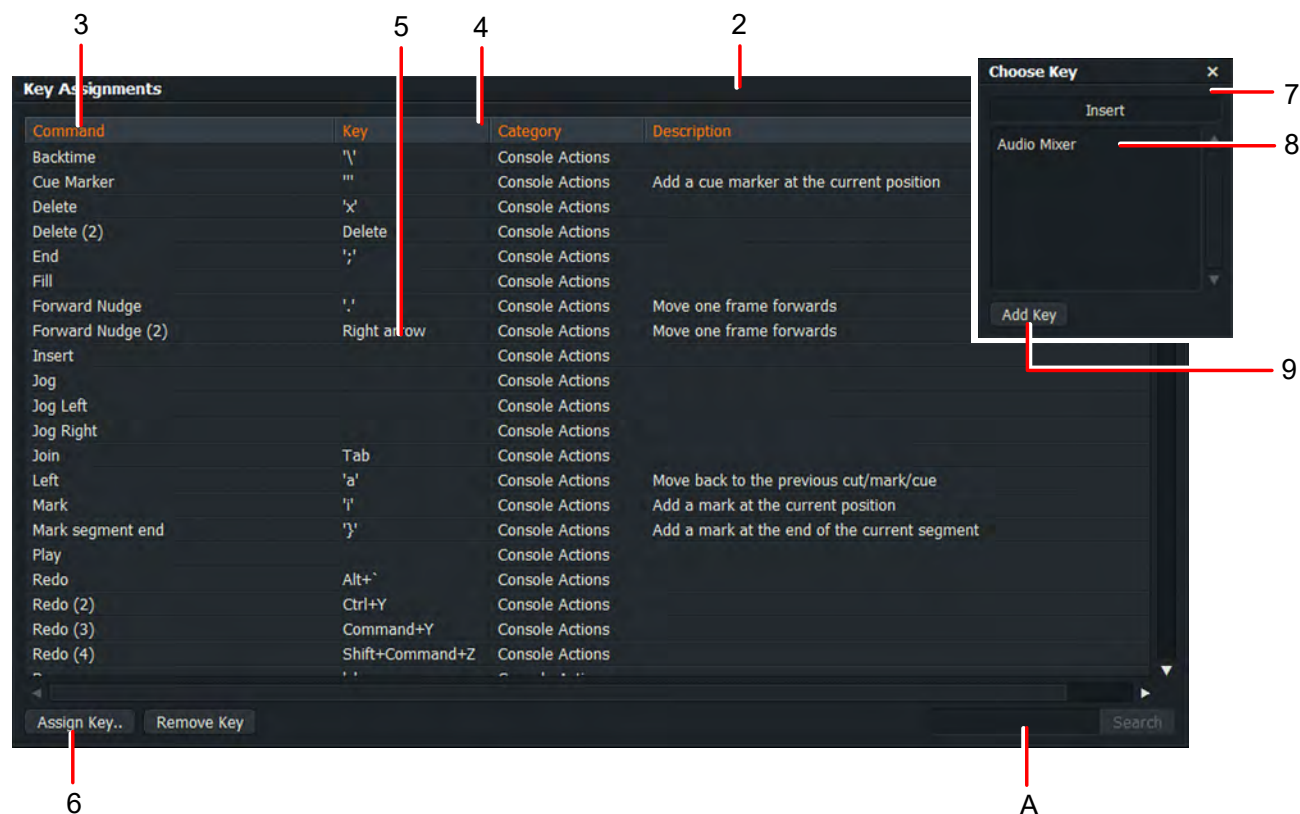 3 5 4 2
Key Assignments
Choose Key ×
7
Insert
Audio Mixer
8
Add Key
9
Command Key Category Description
Backtime '\' Console Actions
Cue Marker ''' Console Actions Add a cue marker at the current position
Delete 'x' Console Actions
Delete (2) Delete Console Actions
End ';' Console Actions
Fill Console Actions
Forward Nudge '.' Console Actions Move one frame forwards
Forward Nudge (2) Right arrow Console Actions Move one frame forwards
Insert Console Actions
Jog Console Actions
Jog Left Console Actions
Jog Right Console Actions
Join Tab Console Actions
Left 'a' Console Actions Move back to the previous cut/mark/cue
Mark 'i' Console Actions Add a mark at the current position
Mark segment end '}' Console Actions Add a mark at the end of the current segment
Play Console Actions
Redo Alt+` Console Actions
Redo (2) Ctrl+Y Console Actions
Redo (3) Command+Y Console Actions
Redo (4) Shift+Command+Z Console Actions
Assign Key.. Remove Key Search
6 A